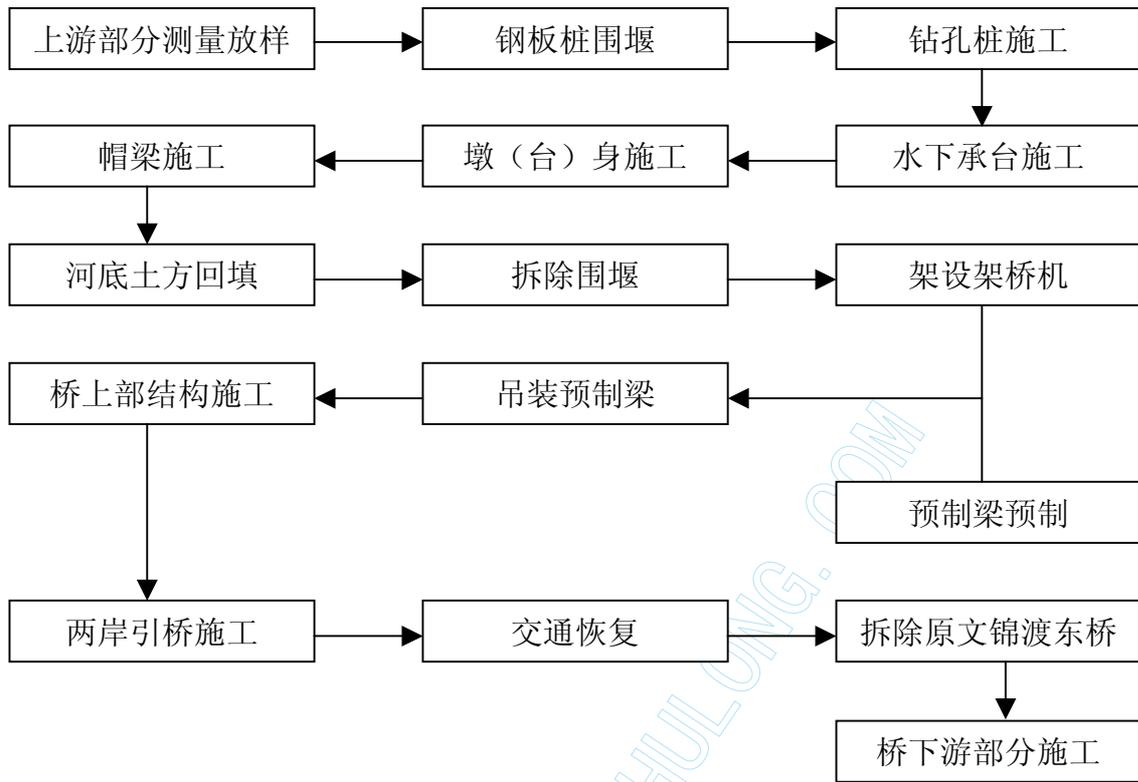 上游部分测量放样
钢板桩围堰
钻孔桩施工
帽梁施工
墩（台）身施工
水下承台施工
河底土方回填
拆除围堰
架设架桥机
桥上部结构施工
吊装预制梁
预制梁预制
两岸引桥施工
交通恢复
拆除原文锦渡东桥
桥下游部分施工
HULONG.COM